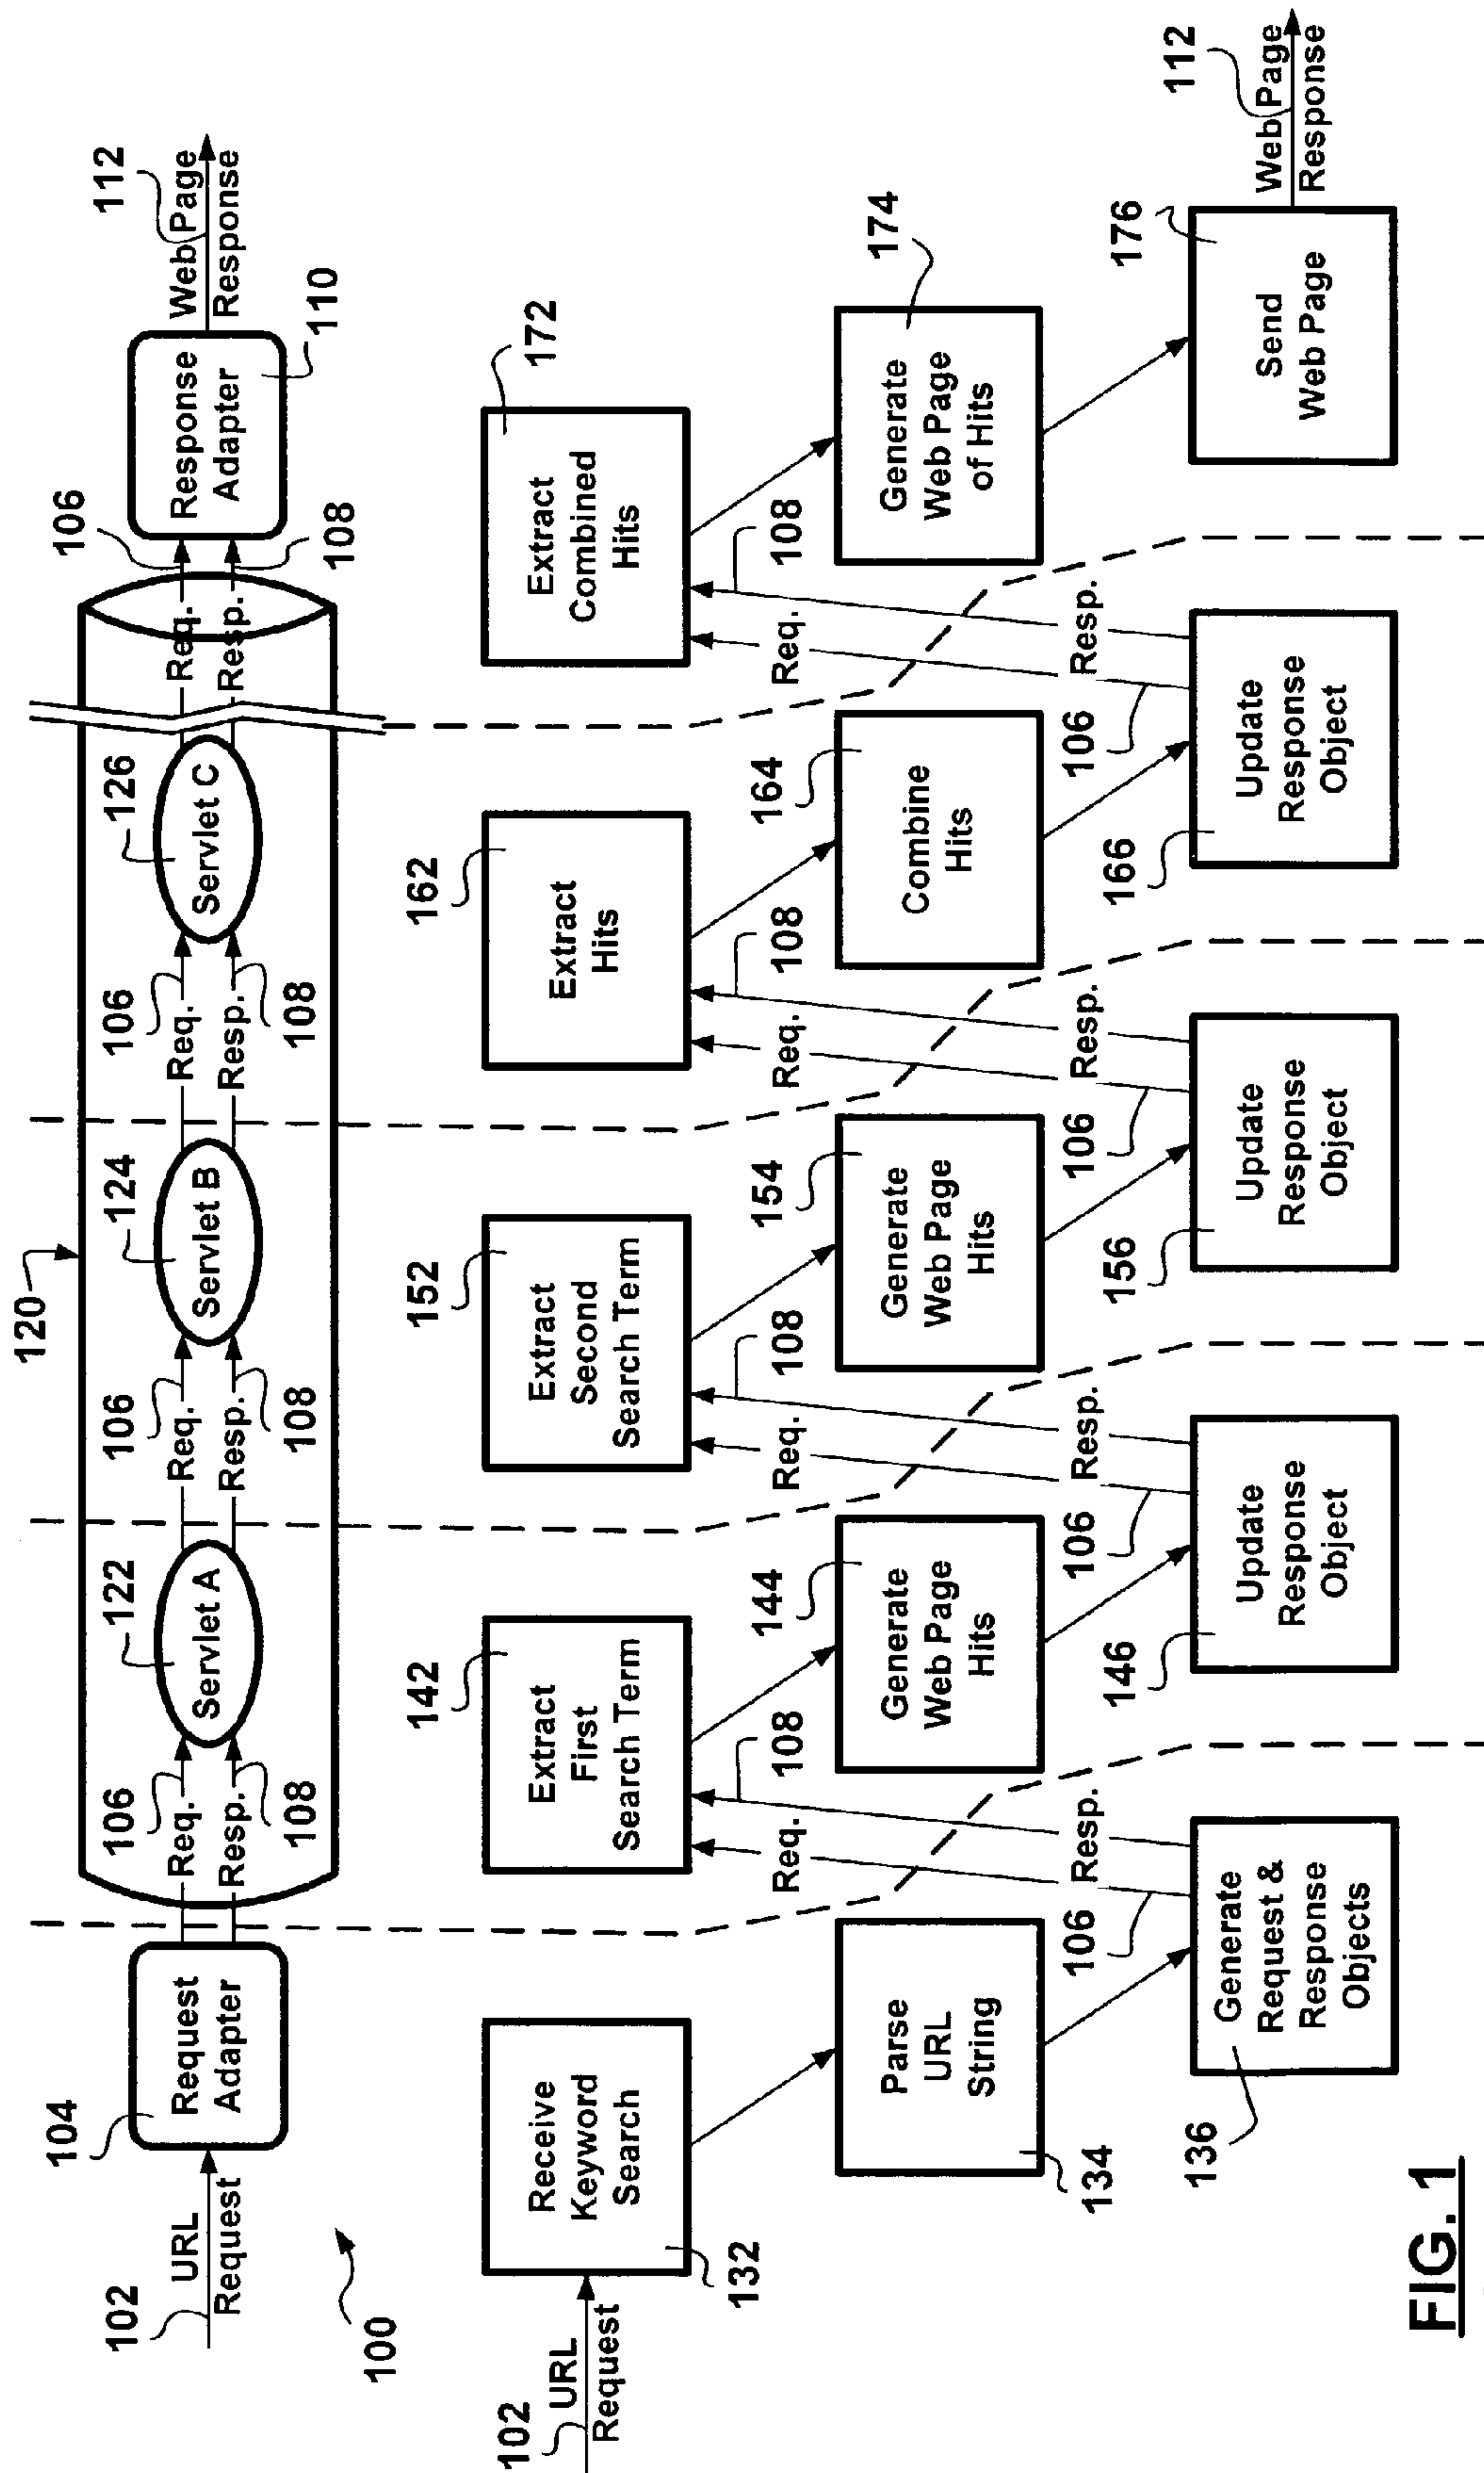 120
102
URL
Request
104
Request
Adapter
106
Req.
Resp.
108
122
Servlet A
106
Req.
Resp.
108
124
Servlet B
106
Req.
Resp.
108
126
Servlet C
Req.
Resp.
106
108
Response
Adapter
110
112
Web Page
Response
100
102
URL
Request
Receive
Keyword
Search
132
Parse
URL
String
134
Generate
Request &
Response
Objects
136
106
Req.
Resp.
108
142
Extract
First
Search Term
144
Generate
Web Page
Hits
146
Update
Response
Object
106
Req.
Resp.
108
152
Extract
Second
Search Term
154
Generate
Web Page
Hits
156
Update
Response
Object
106
Req.
Resp.
108
162
Extract
Hits
164
Combine
Hits
166
Update
Response
Object
106
Req.
Resp.
108
172
Extract
Combined
Hits
174
Generate
Web Page
of Hits
176
Send
Web Page
112
Web Page
Response
FIG. 1